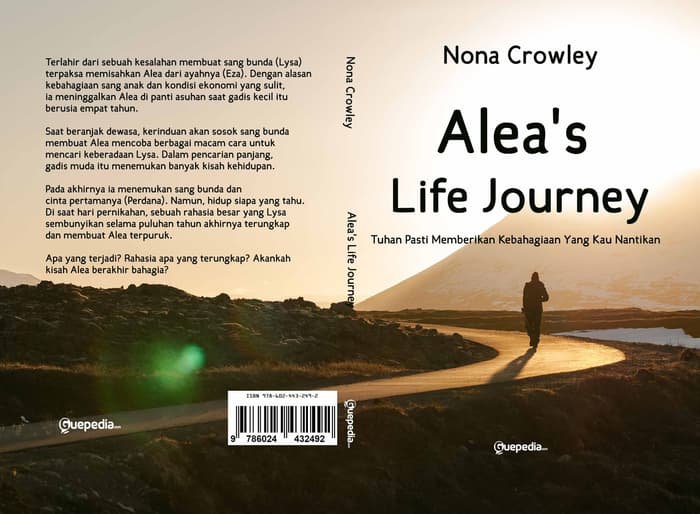 Terlahir dari sebuah kesalahan membuat sang bunda (Lysa)
terpaksa memisahkan Alea dari ayahnya (Eza). Dengan alasan
kebahagiaan sang anak dan kondisi ekonomi yang sulit,
ia meninggalkan Alea di panti asuhan saat gadis kecil itu
berusia empat tahun.
Saat beranjak dewasa, kerinduan akan sosok sang bunda
membuat Alea mencoba berbagai macam cara untuk
mencari keberadaan Lysa. Dalam pencarian panjang,
gadis muda itu menemukan banyak kisah kehidupan.
Pada akhirnya ia menemukan sang bunda dan
cinta pertamanya (Perdana). Namun, hidup siapa yang tahu.
Di saat hari pernikahan, sebuah rahasia besar yang Lysa
sembunyikan selama puluhan tahun akhirnya terungkap
dan membuat Alea terpuruk.
Apa yang terjadi? Rahasia apa yang terungkap? Akankah
kisah Alea berakhir bahagia?
Guepedia.com
ISBN 978-602-443-249-2
9 786024 432492
Nona Crowley
Alea's Life Journey
Guepedia
Nona Crowley
Alea's
Life Journey
Tuhan Pasti Memberikan Kebahagiaan Yang Kau Nantikan
Guepedia.com